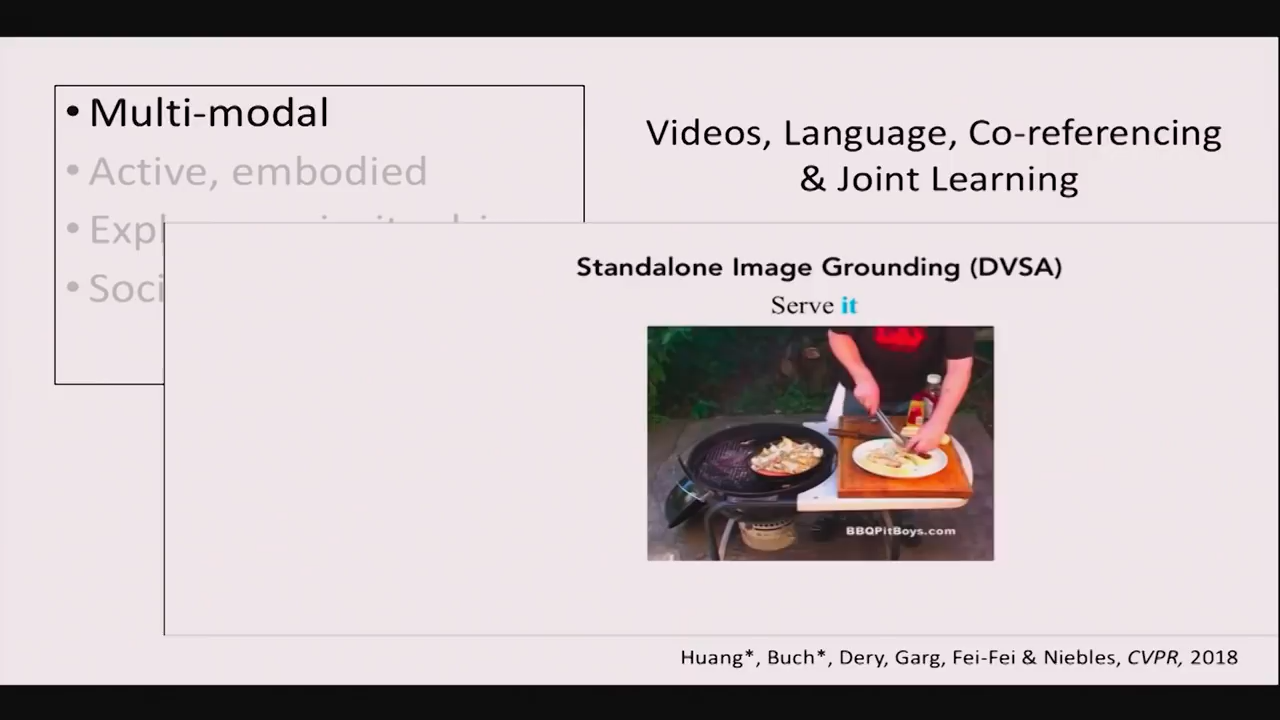 • Multi-modal
• Active, embodied
Videos, Language, Co-referencing
& Joint Learning
Standalone Image Grounding (DVSA)
Serve it
BBQPitBoys.com
Huang*, Buch*, Dery, Garg, Fei-Fei & Niebles, CVPR, 2018